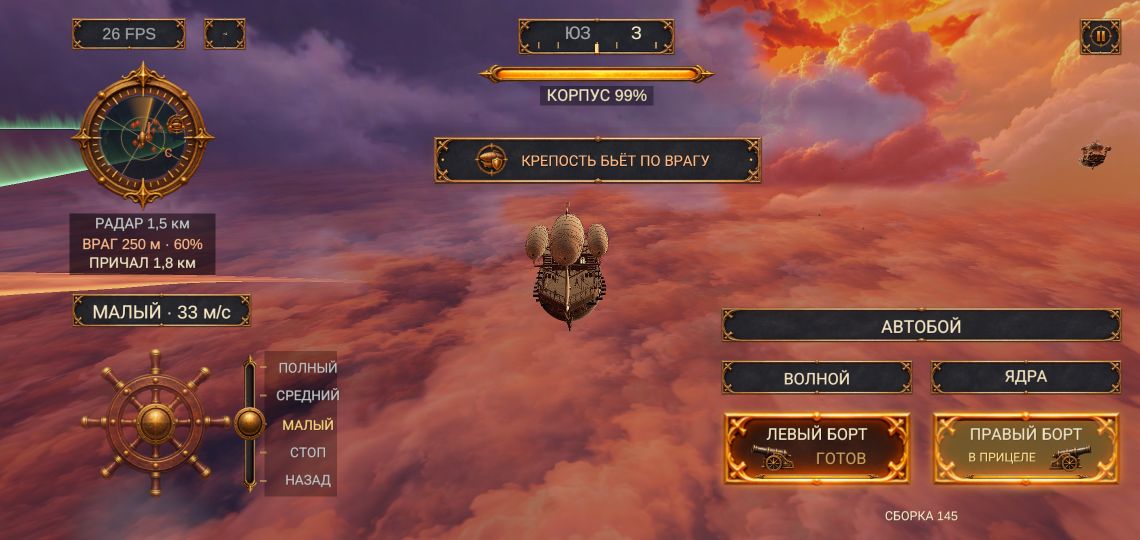 26 FPS
ЮЗ З
КОРПУС 99%
КРЕПОСТЬ БЬЁТ ПО ВРАГУ
С
РАДАР 1,5 км
ВРАГ 250 м · 60%
ПРИЧАЛ 1,8 км
МАЛЫЙ · 33 м/с
ПОЛНЫЙ
СРЕДНИЙ
МАЛЫЙ
СТОП
НАЗАД
АВТОБОЙ
ВОЛНОЙ
ЯДРА
ЛЕВЫЙ БОРТ
ГОТОВ
ПРАВЫЙ БОРТ
В ПРИЦЕЛЕ
СБОРКА 145